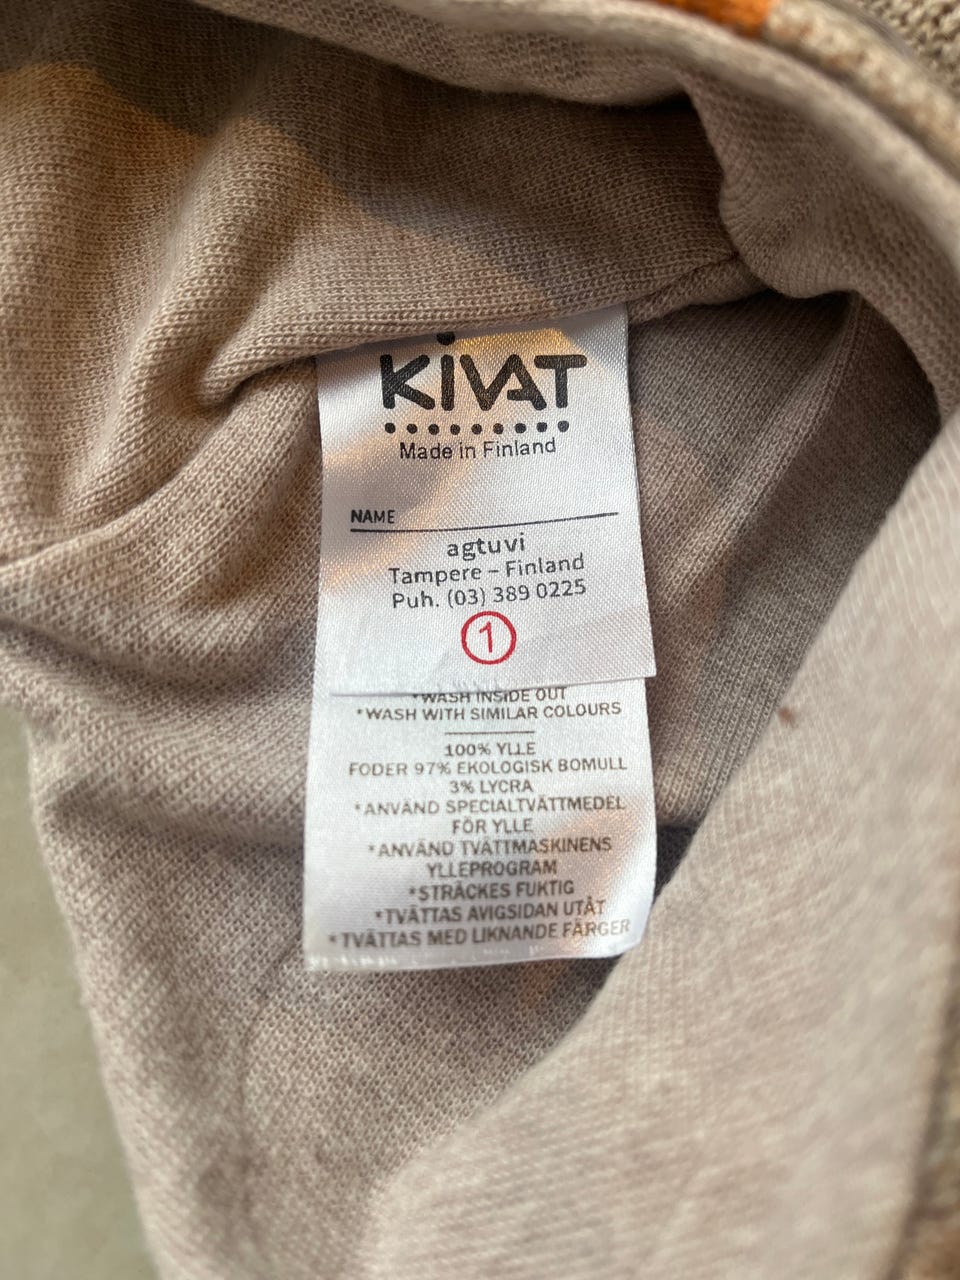 KIVAT
Made in Finland
NAME
agtuvi
Tampere – Finland
Puh. (03) 389 0225
1
*WASH INSIDE OUT
*WASH WITH SIMILAR COLOURS
100% YLLE
FODER 97% EKOLOGISK BOMULL
3% LYCRA
*ANVÄND SPECIALTVÄTTMEDEL
FÖR YLLE
*ANVÄND TVÄTTMASKINENS
YLLEPROGRAM
*STRÄCKES FUKTIG
*TVÄTTAS AVIGSIDAN UTÅT
*TVÄTTAS MED LIKNANDE FÄRGER